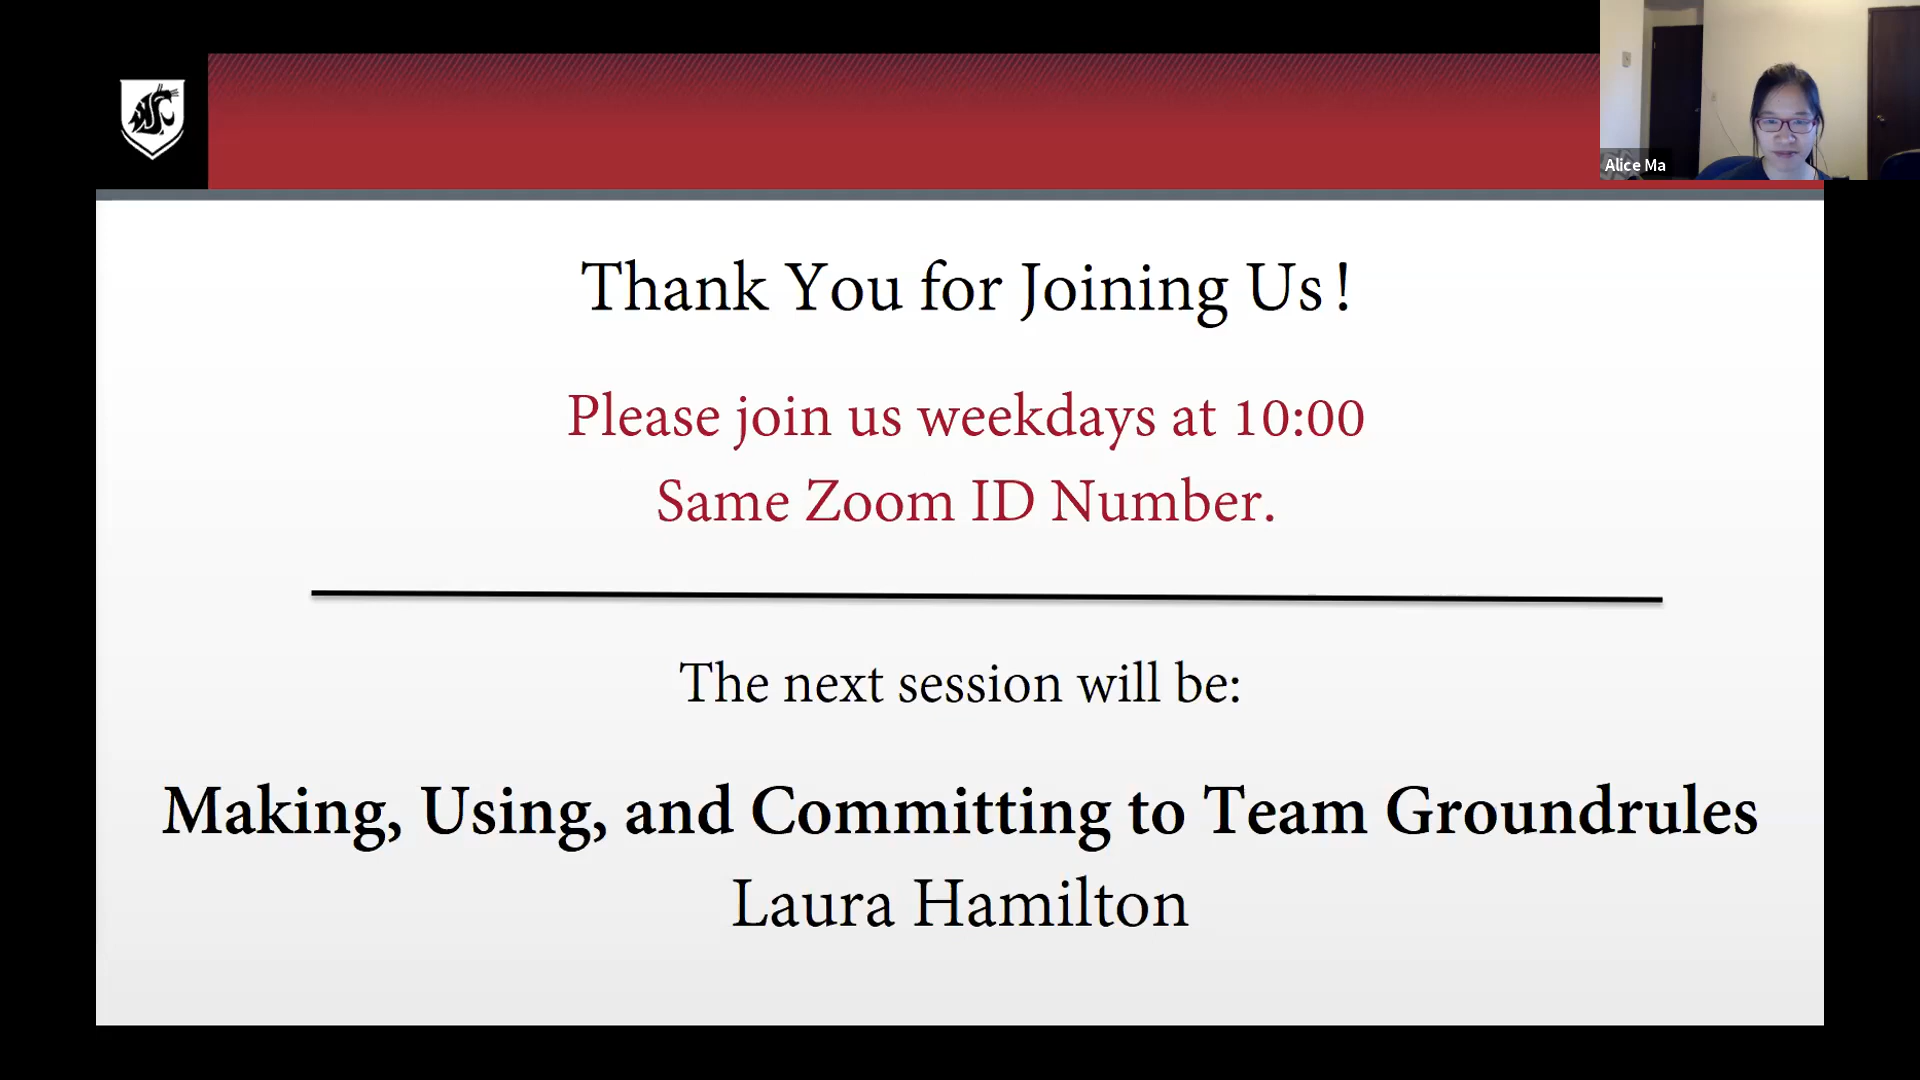 Alice Ma
Thank You for Joining Us!
Please join us weekdays at 10:00
Same Zoom ID Number.
The next session will be:
Making, Using, and Committing to Team Groundrules
Laura Hamilton